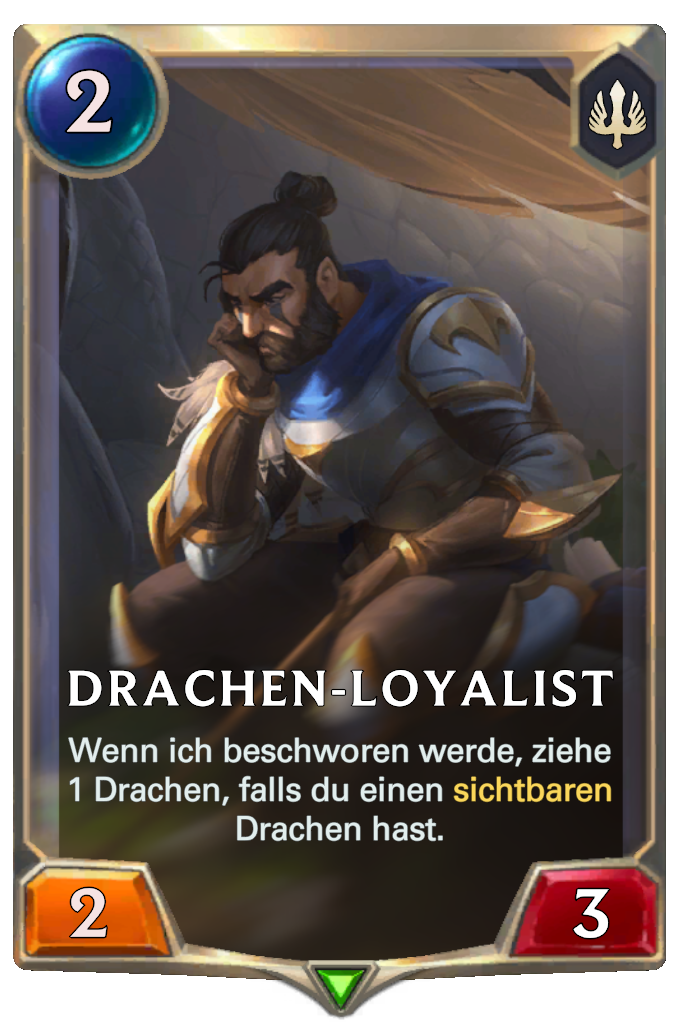 2
DRACHEN-LOYALIST
Wenn ich beschworen werde, ziehe
1 Drachen, falls du einen sichtbaren
Drachen hast.
2
3